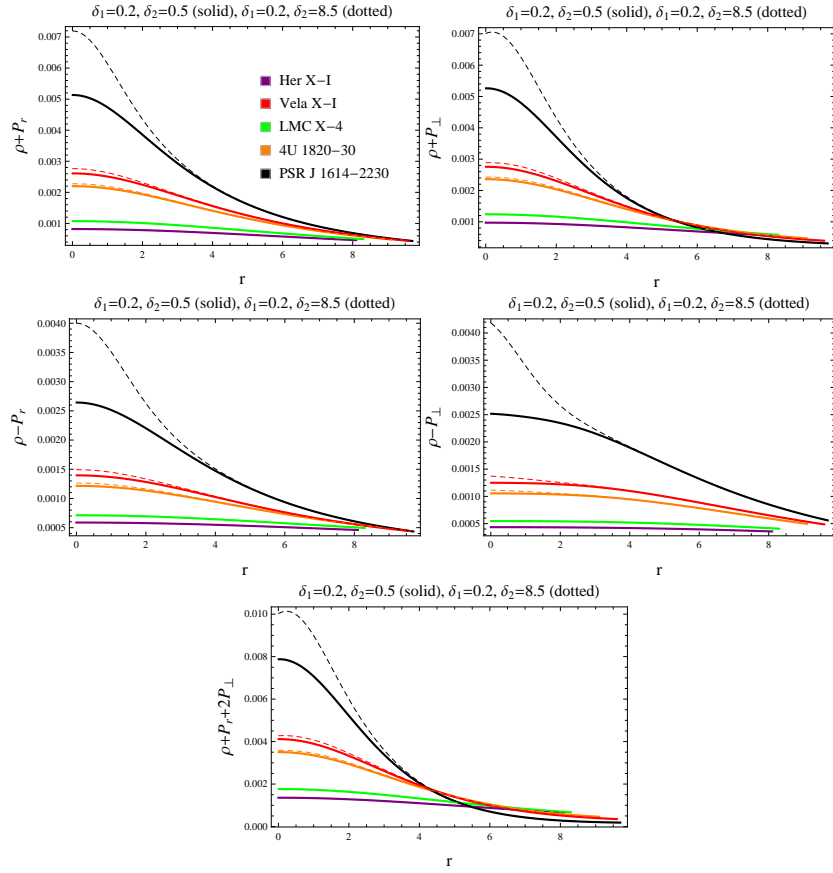 δ₁=0.2, δ₂=0.5 (solid), δ₁=0.2, δ₂=8.5 (dotted)
ρ+Pᵣ
0.007
0.006
0.005
0.004
0.003
0.002
0.001
Her X−I
Vela X−I
LMC X−4
4U 1820−30
PSR J 1614−2230
0 2 4 6 8
r
δ₁=0.2, δ₂=0.5 (solid), δ₁=0.2, δ₂=8.5 (dotted)
ρ+P⊥
0.007
0.006
0.005
0.004
0.003
0.002
0.001
0 2 4 6 8
r
δ₁=0.2, δ₂=0.5 (solid), δ₁=0.2, δ₂=8.5 (dotted)
ρ−Pᵣ
0.0040
0.0035
0.0030
0.0025
0.0020
0.0015
0.0010
0.0005
0 2 4 6 8
r
δ₁=0.2, δ₂=0.5 (solid), δ₁=0.2, δ₂=8.5 (dotted)
ρ−P⊥
0.0040
0.0035
0.0030
0.0025
0.0020
0.0015
0.0010
0.0005
0 2 4 6 8
r
δ₁=0.2, δ₂=0.5 (solid), δ₁=0.2, δ₂=8.5 (dotted)
ρ+Pᵣ+2P⊥
0.010
0.008
0.006
0.004
0.002
0.000
0 2 4 6 8
r